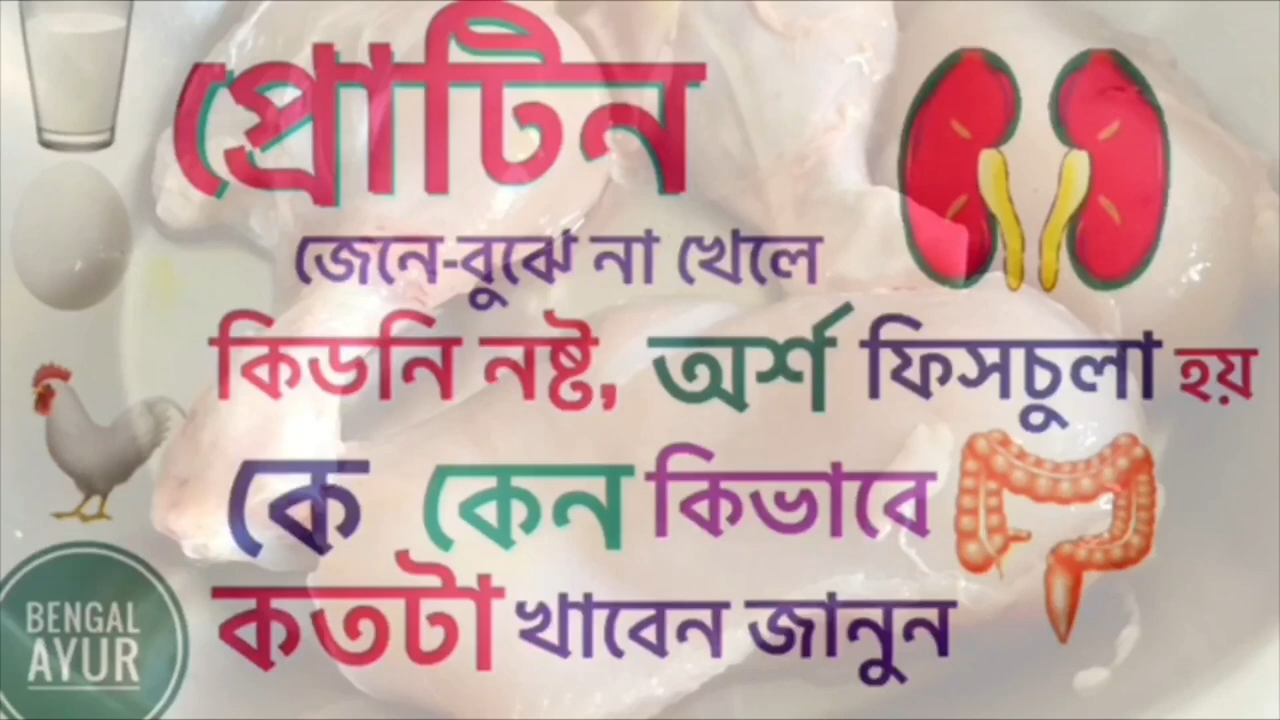 প্রোটিন
জেনে-বুঝে না খেলে
কিডনি নষ্ট, অর্শ ফিসচুলা হয়
কে কেন কিভাবে
কতটা খাবেন জানুন
BENGAL
AYUR